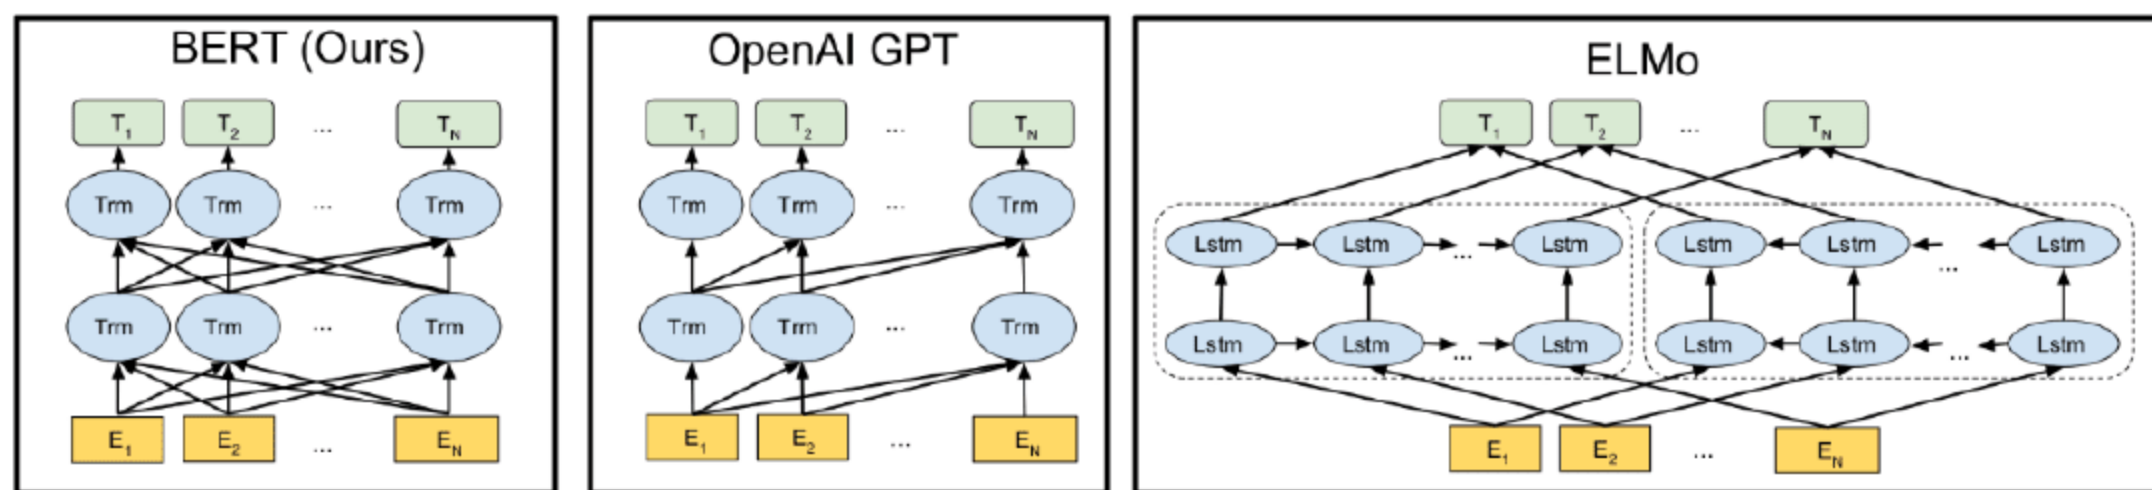 BERT (Ours)
T1 T2 ... TN
Trm Trm ... Trm
Trm Trm ... Trm
E1 E2 ... EN
OpenAI GPT
T1 T2 ... TN
Trm Trm ... Trm
Trm Trm ... Trm
E1 E2 ... EN
ELMo
T1 T2 ... TN
Lstm Lstm ... Lstm Lstm Lstm ... Lstm
Lstm Lstm ... Lstm Lstm Lstm ... Lstm
E1 E2 ... EN